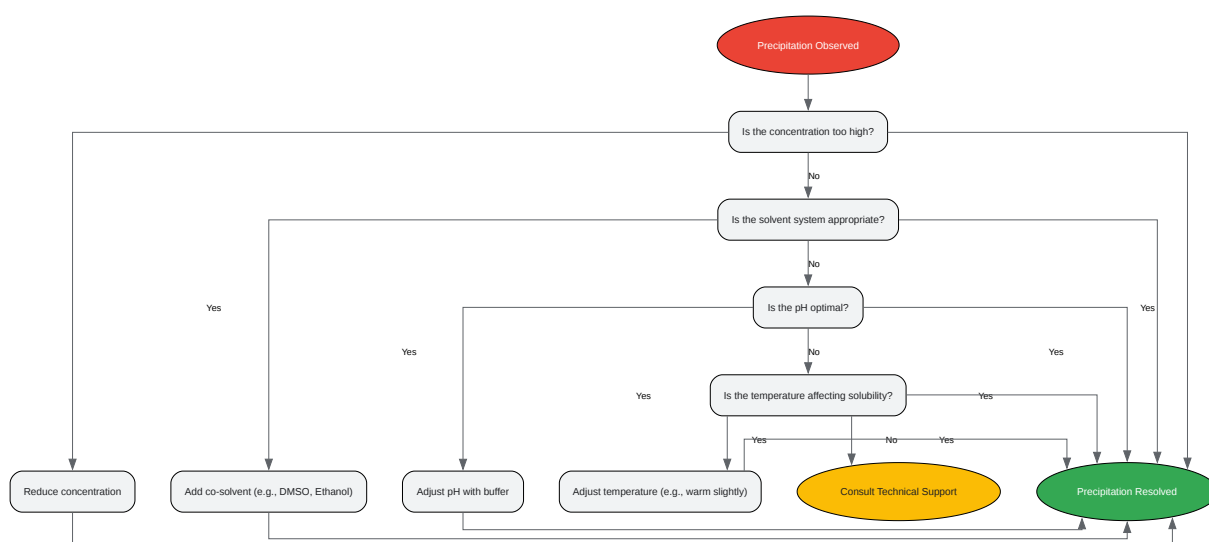 Precipitation Observed
Is the concentration too high?
No
Is the solvent system appropriate?
No
Yes
Is the pH optimal?
Yes
Yes
No
Yes
Yes
Is the temperature affecting solubility?
Yes
Yes
No
Yes
Reduce concentration
Add co-solvent (e.g., DMSO, Ethanol)
Adjust pH with buffer
Adjust temperature (e.g., warm slightly)
Consult Technical Support
Precipitation Resolved